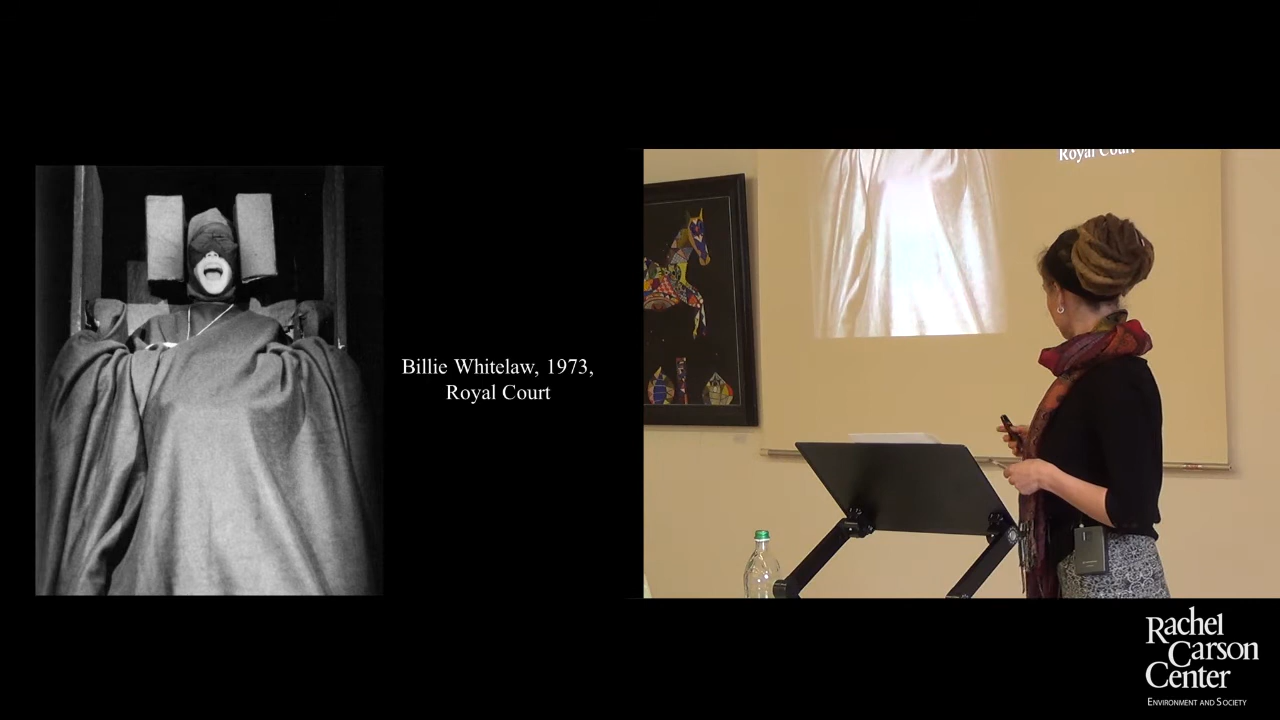 Billie Whitelaw, 1973,
Royal Court
Royal Court
Rachel
Carson
Center
ENVIRONMENT AND SOCIETY